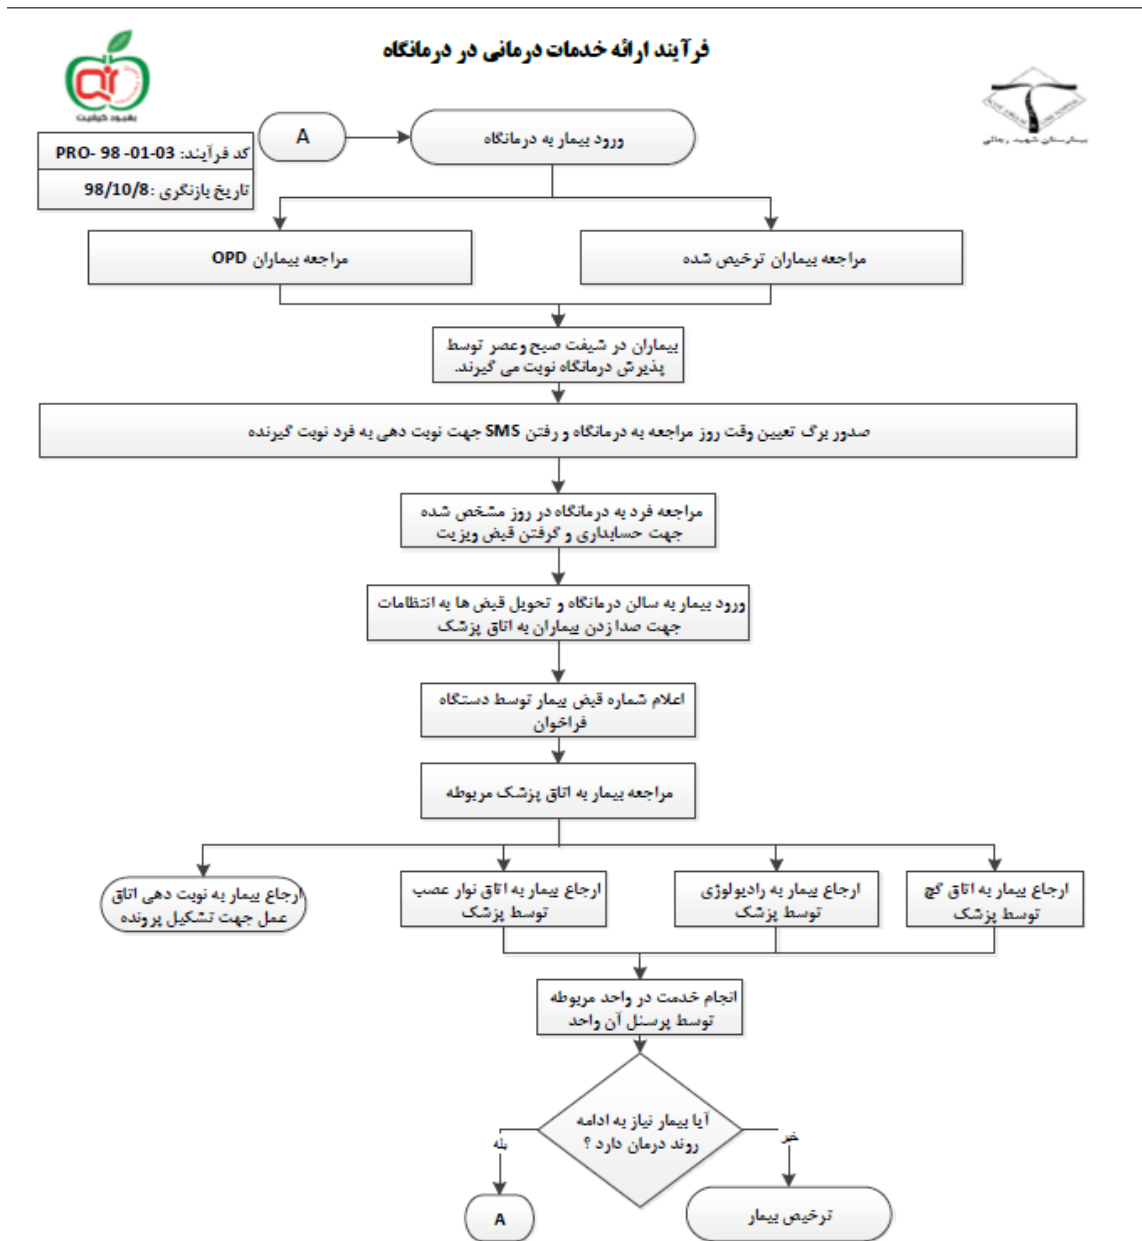 فرآیند ارائه خدمات درمانی در درمانگاه
بهبود کیفیت
بیمارستان شهید رجائی
کد فرآیند: PRO- 98 -01-03
تاریخ بازنگری :98/10/8
A
ورود بیمار به درمانگاه
مراجعه بیماران ترخیص شده
مراجعه بیماران OPD
بیماران در شیفت صبح وعصر توسط
پذیرش درمانگاه نوبت می گیرند.
صدور برگ تعیین وقت روز مراجعه به درمانگاه و رفتن SMS جهت نوبت دهی به فرد نوبت گیرنده
مراجعه فرد به درمانگاه در روز مشخص شده
جهت حسابداری و گرفتن قبض ویزیت
ورود بیمار به سالن درمانگاه و تحویل قبض ها به انتظامات
جهت صدا زدن بیماران به اتاق پزشک
اعلام شماره قبض بیمار توسط دستگاه
فراخوان
مراجعه بیمار به اتاق پزشک مربوطه
ارجاع بیمار به اتاق گچ
توسط پزشک
ارجاع بیمار به رادیولوژی
توسط پزشک
ارجاع بیمار به اتاق نوار عصب
توسط پزشک
ارجاع بیمار به نوبت دهی اتاق
عمل جهت تشکیل پرونده
انجام خدمت در واحد مربوطه
توسط پرسنل آن واحد
آیا بیمار نیاز به ادامه
روند درمان دارد ؟
خیر
بله
ترخیص بیمار
A